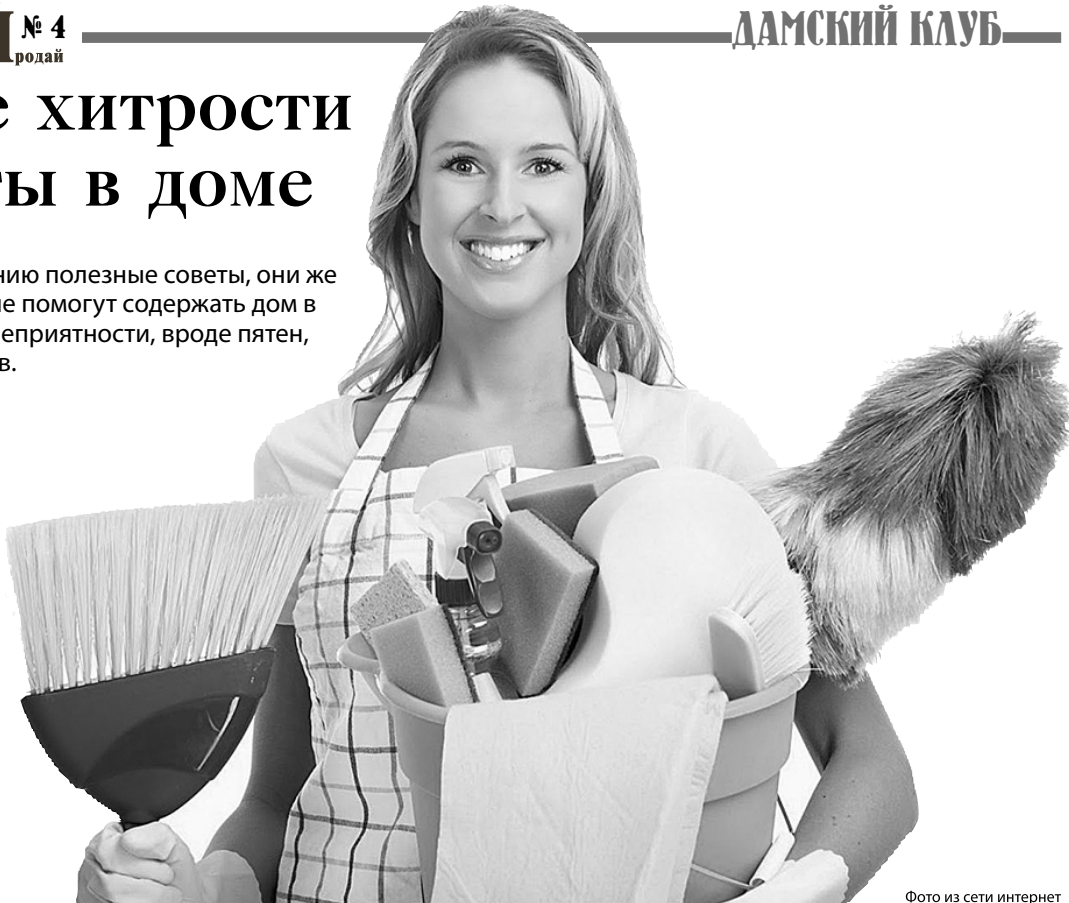 № 4
родай
ДАМСКИЙ КЛУБ
е хитрости
ты в доме
нию полезные советы, они же
ые помогут содержать дом в
еприятности, вроде пятен,
в.
Фото из сети интернет